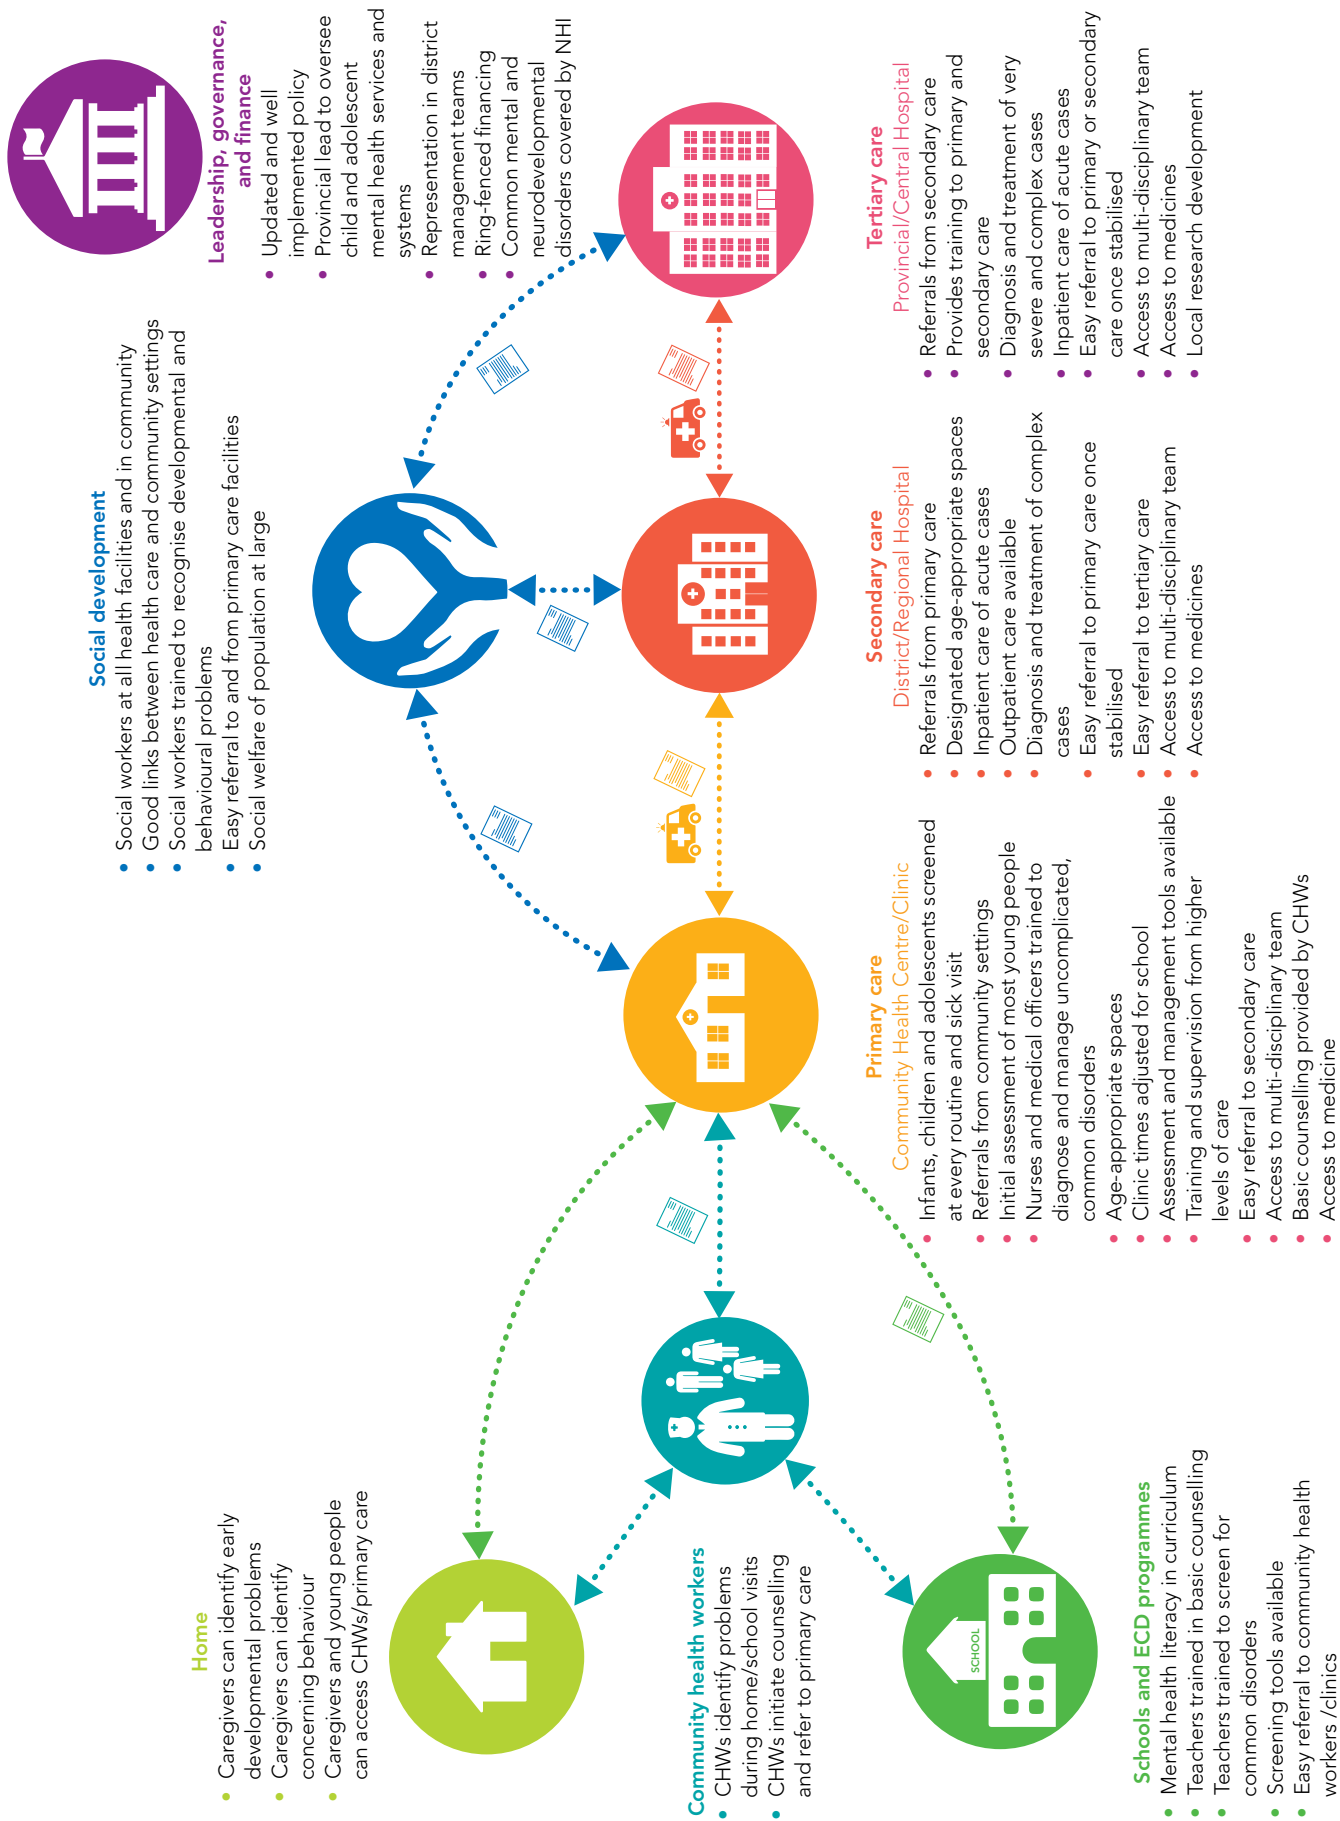 Home
Caregivers can identify early
developmental problems
Caregivers can identify
concerning behaviour
Caregivers and young people
can access CHWs/primary care
Community health workers
CHWs identify problems
during home/school visits
CHWs initiate counselling
and refer to primary care
SCHOOL
Schools and ECD programmes
Mental health literacy in curriculum
Teachers trained in basic counselling
Teachers trained to screen for
common disorders
Screening tools available
Easy referral to community health
workers /clinics
Social development
Social workers at all health facilities and in community
Good links between health care and community settings
Social workers trained to recognise developmental and
behavioural problems
Easy referral to and from primary care facilities
Social welfare of population at large
Leadership, governance,
and finance
Updated and well
implemented policy
Provincial lead to oversee
child and adolescent
mental health services and
systems
Representation in district
management teams
Ring-fenced financing
Common mental and
neurodevelopmental
disorders covered by NHI
Primary care
Community Health Centre/Clinic
Infants, children and adolescents screened
at every routine and sick visit
Referrals from community settings
Initial assessment of most young people
Nurses and medical officers trained to
diagnose and manage uncomplicated,
common disorders
Age-appropriate spaces
Clinic times adjusted for school
Assessment and management tools available
Training and supervision from higher
levels of care
Easy referral to secondary care
Access to multi-disciplinary team
Basic counselling provided by CHWs
Access to medicine
Secondary care
District/Regional Hospital
Referrals from primary care
Designated age-appropriate spaces
Inpatient care of acute cases
Outpatient care available
Diagnosis and treatment of complex
cases
Easy referral to primary care once
stabilised
Easy referral to tertiary care
Access to multi-disciplinary team
Access to medicines
Tertiary care
Provincial/Central Hospital
Referrals from secondary care
Provides training to primary and
secondary care
Diagnosis and treatment of very
severe and complex cases
Inpatient care of acute cases
Easy referral to primary or secondary
care once stabilised
Access to multi-disciplinary team
Access to medicines
Local research development